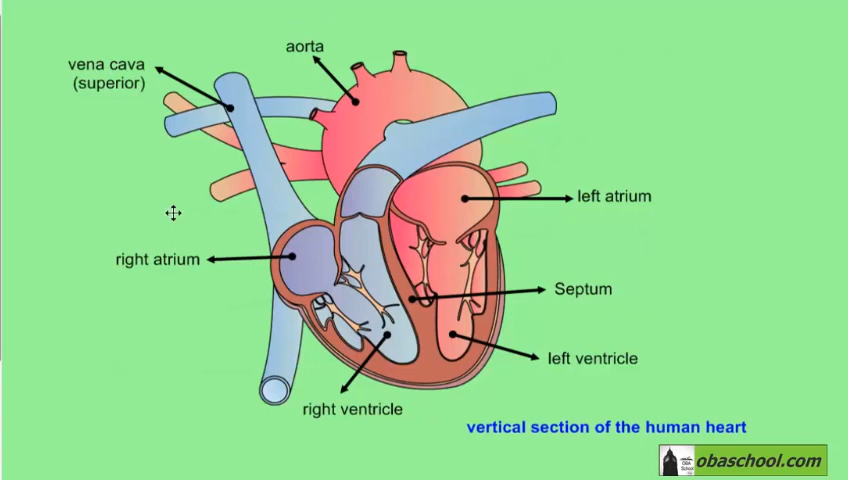 aorta
vena cava
(superior)
left atrium
right atrium
Septum
left ventricle
right ventricle
vertical section of the human heart
obaschool.com